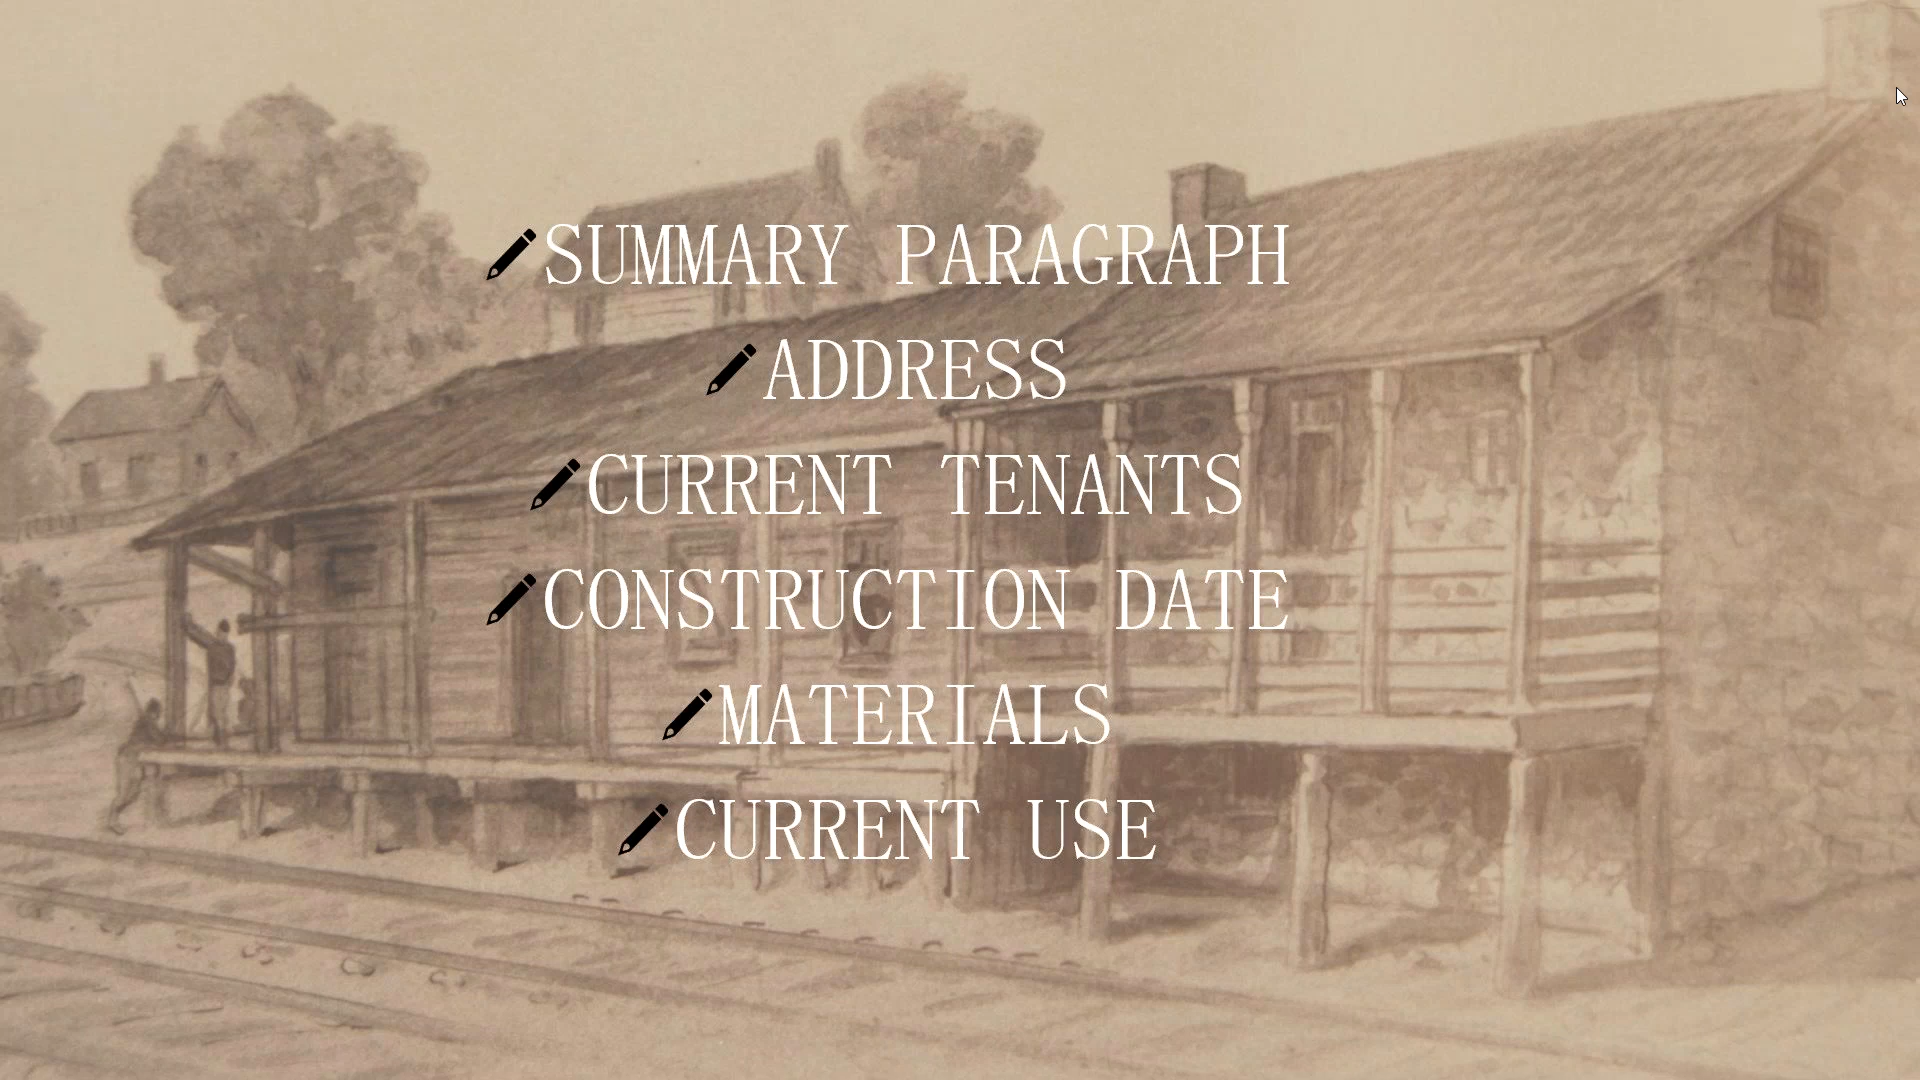 SUMMARY PARAGRAPH
ADDRESS
CURRENT TENANTS
CONSTRUCTION DATE
MATERIALS
CURRENT USE